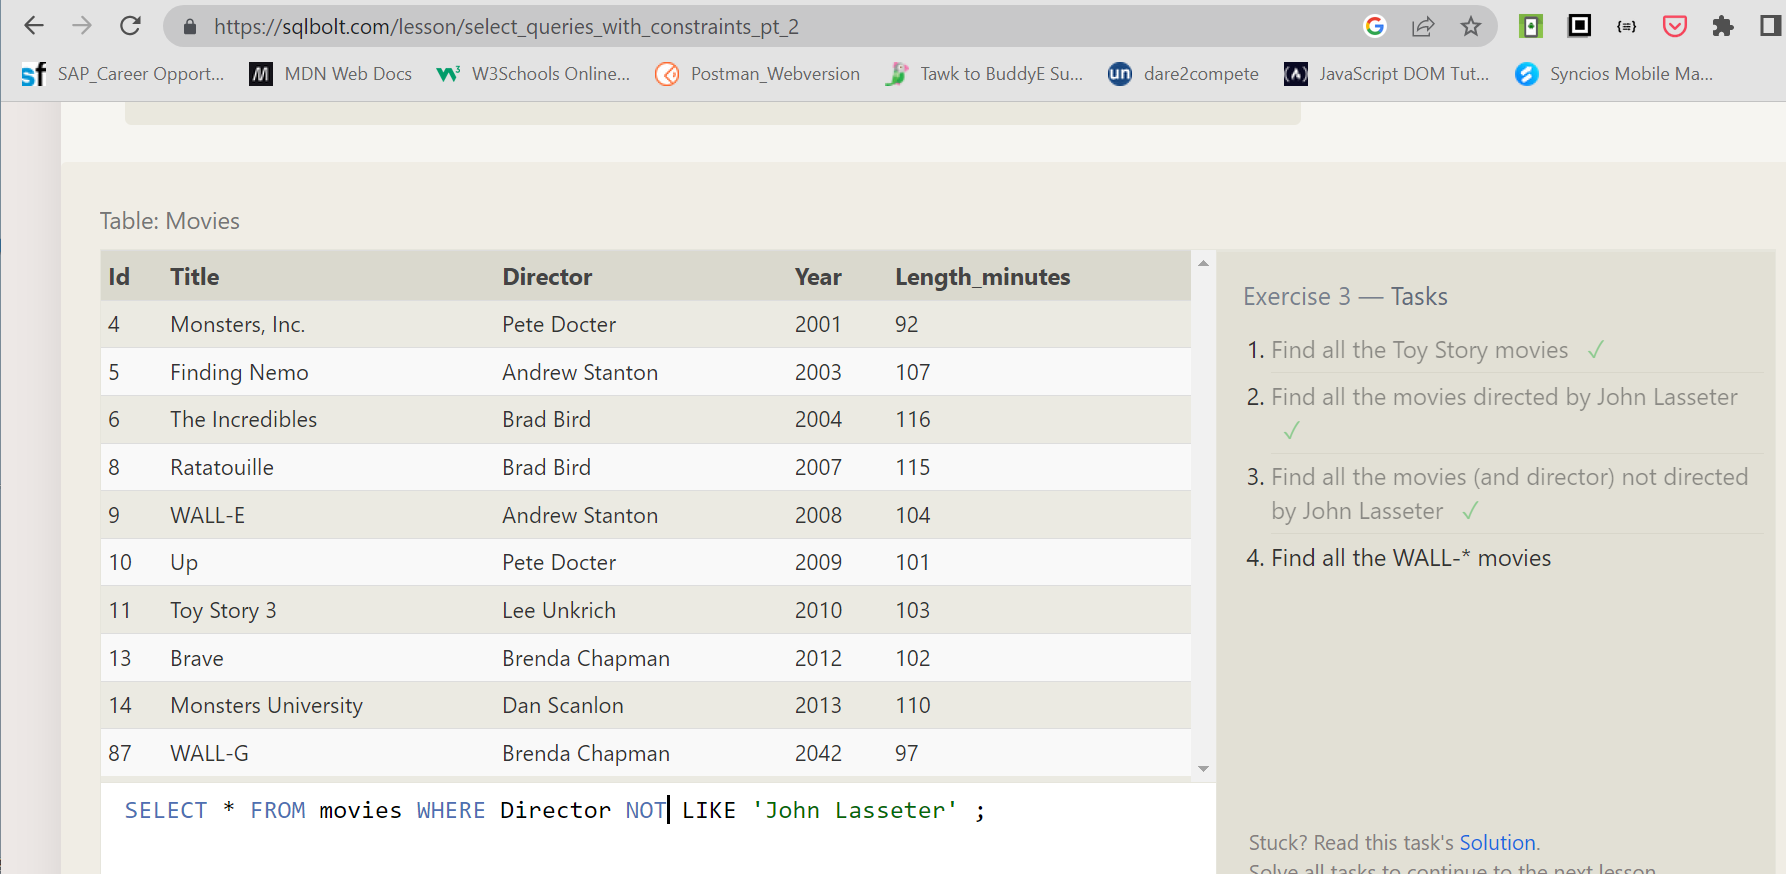 https://sqlbolt.com/lesson/select_queries_with_constraints_pt_2
SAP_Career Opport... MDN Web Docs W3Schools Online... Postman_Webversion Tawk to BuddyE Su... dare2compete JavaScript DOM Tut... Syncios Mobile Ma...
Table: Movies
Id Title Director Year Length_minutes
4 Monsters, Inc. Pete Docter 2001 92
5 Finding Nemo Andrew Stanton 2003 107
6 The Incredibles Brad Bird 2004 116
8 Ratatouille Brad Bird 2007 115
9 WALL-E Andrew Stanton 2008 104
10 Up Pete Docter 2009 101
11 Toy Story 3 Lee Unkrich 2010 103
13 Brave Brenda Chapman 2012 102
14 Monsters University Dan Scanlon 2013 110
87 WALL-G Brenda Chapman 2042 97
SELECT * FROM movies WHERE Director NOT LIKE 'John Lasseter' ;
Exercise 3 — Tasks
1. Find all the Toy Story movies ✓
2. Find all the movies directed by John Lasseter
✓
3. Find all the movies (and director) not directed
by John Lasseter ✓
4. Find all the WALL-* movies
Stuck? Read this task's Solution.
Solve all tasks to continue to the next lesson.